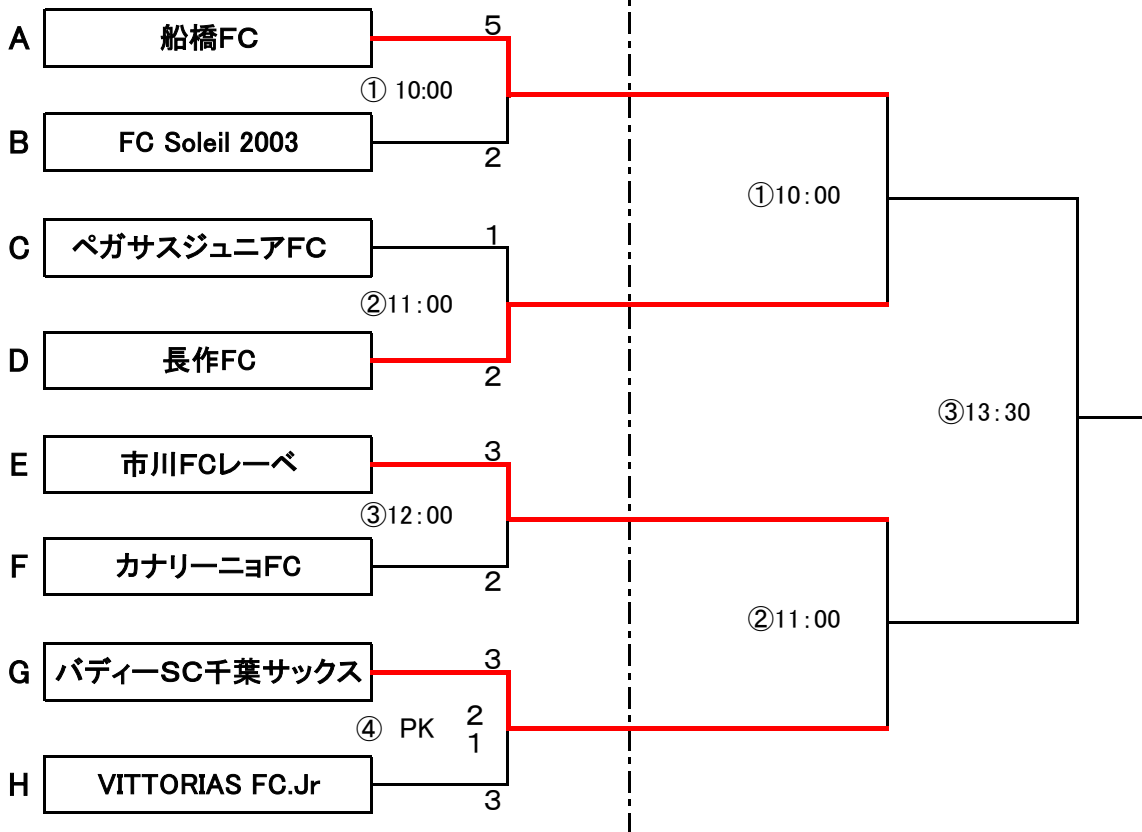 A 船橋FC 5
① 10:00
B FC Soleil 2003 2
C ペガサスジュニアFC 1
②11:00
D 長作FC 2
E 市川FCレーベ 3
③12:00
F カナリーニョFC 2
G バディーSC千葉サックス 3
④ PK 2
1
H VITTORIAS FC.Jr 3
①10:00
②11:00
③13:30